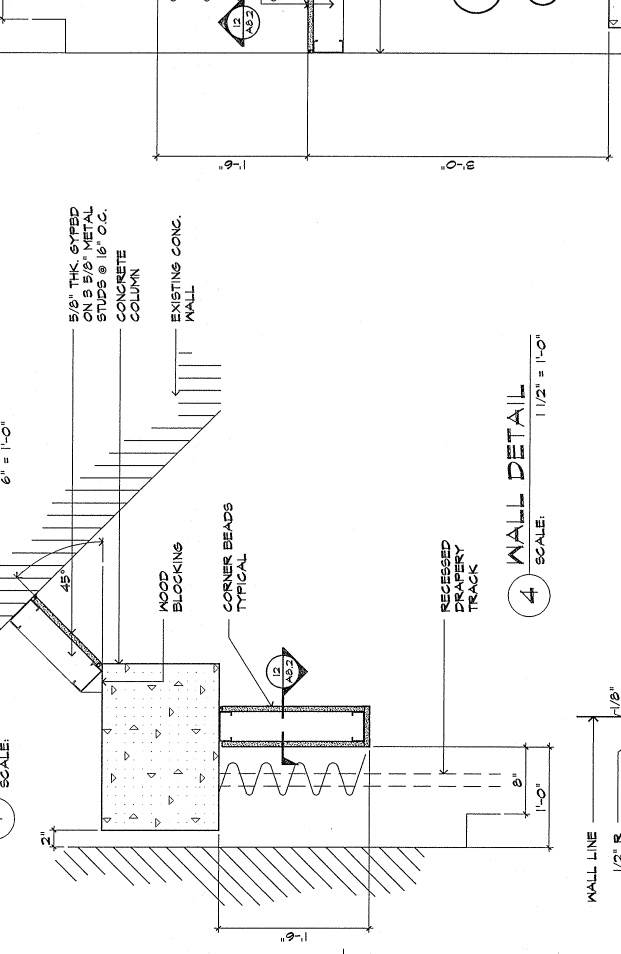 12
A8.2
1'-6"
3'-0"
5/8" THK. GYPBD
ON 3 5/8" METAL
STUDS @ 16" O.C.
CONCRETE
COLUMN
EXISTING CONC.
WALL
6" = 1'-0"
45°
WOOD
BLOCKING
CORNER BEADS
TYPICAL
RECESSED
DRAPERY
TRACK
4
WALL DETAIL
SCALE:
1 1/2" = 1'-0"
12
A8.2
SCALE:
2"
8"
1'-0"
1'-6"
1/8"
WALL LINE
1/2" R